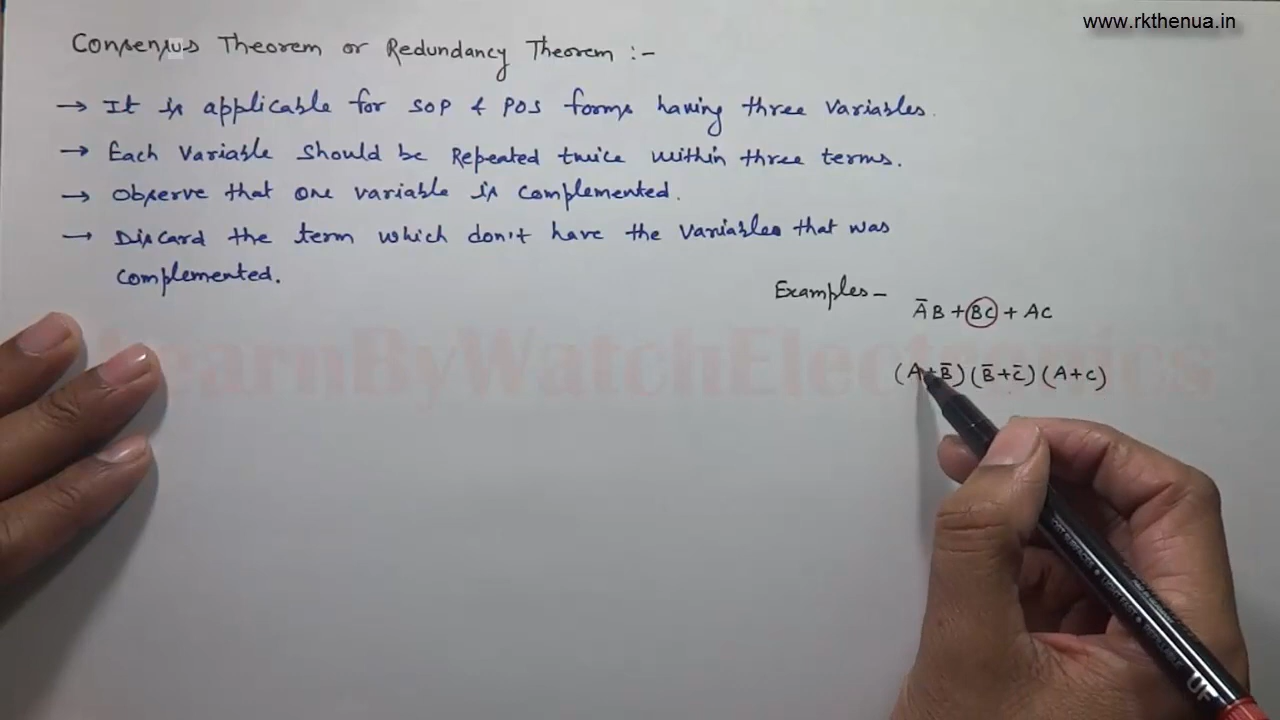 www.rkthenua.in
Consensus Theorem or Redundancy Theorem :-
→ It is applicable for SOP & POS forms having three variables.
→ Each variable should be Repeated twice within three terms.
→ Observe that one variable is complemented.
→ Discard the term which don't have the variables that was
complemented.
Examples -
A̅B + BC + AC
(A + B̅) (B̅ + C̅) (A + C)
LearnByWatchElectronics
UF